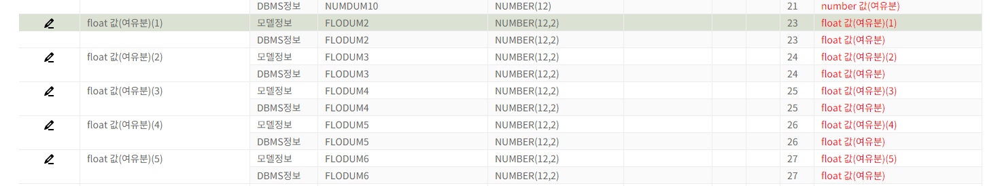 DBMS정보 NUMDUM10 NUMBER(12) 21 number 값(여유분)
float 값(여유분)(1) 모델정보 FLODUM2 NUMBER(12,2) 23 float 값(여유분)(1)
DBMS정보 FLODUM2 NUMBER(12,2) 23 float 값(여유분)
float 값(여유분)(2) 모델정보 FLODUM3 NUMBER(12,2) 24 float 값(여유분)(2)
DBMS정보 FLODUM3 NUMBER(12,2) 24 float 값(여유분)
float 값(여유분)(3) 모델정보 FLODUM4 NUMBER(12,2) 25 float 값(여유분)(3)
DBMS정보 FLODUM4 NUMBER(12,2) 25 float 값(여유분)
float 값(여유분)(4) 모델정보 FLODUM5 NUMBER(12,2) 26 float 값(여유분)(4)
DBMS정보 FLODUM5 NUMBER(12,2) 26 float 값(여유분)
float 값(여유분)(5) 모델정보 FLODUM6 NUMBER(12,2) 27 float 값(여유분)(5)
DBMS정보 FLODUM6 NUMBER(12,2) 27 float 값(여유분)